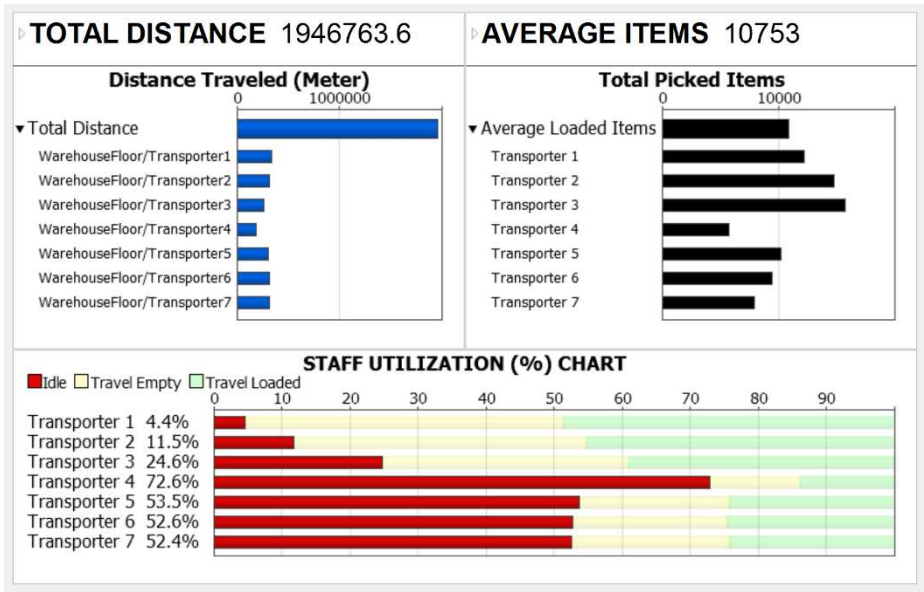 TOTAL DISTANCE 1946763.6
Distance Traveled (Meter)
0 1000000
Total Distance
WarehouseFloor/Transporter1
WarehouseFloor/Transporter2
WarehouseFloor/Transporter3
WarehouseFloor/Transporter4
WarehouseFloor/Transporter5
WarehouseFloor/Transporter6
WarehouseFloor/Transporter7
AVERAGE ITEMS 10753
Total Picked Items
0 10000
Average Loaded Items
Transporter 1
Transporter 2
Transporter 3
Transporter 4
Transporter 5
Transporter 6
Transporter 7
STAFF UTILIZATION (%) CHART
Idle Travel Empty Travel Loaded
0 10 20 30 40 50 60 70 80 90
Transporter 1 4.4%
Transporter 2 11.5%
Transporter 3 24.6%
Transporter 4 72.6%
Transporter 5 53.5%
Transporter 6 52.6%
Transporter 7 52.4%